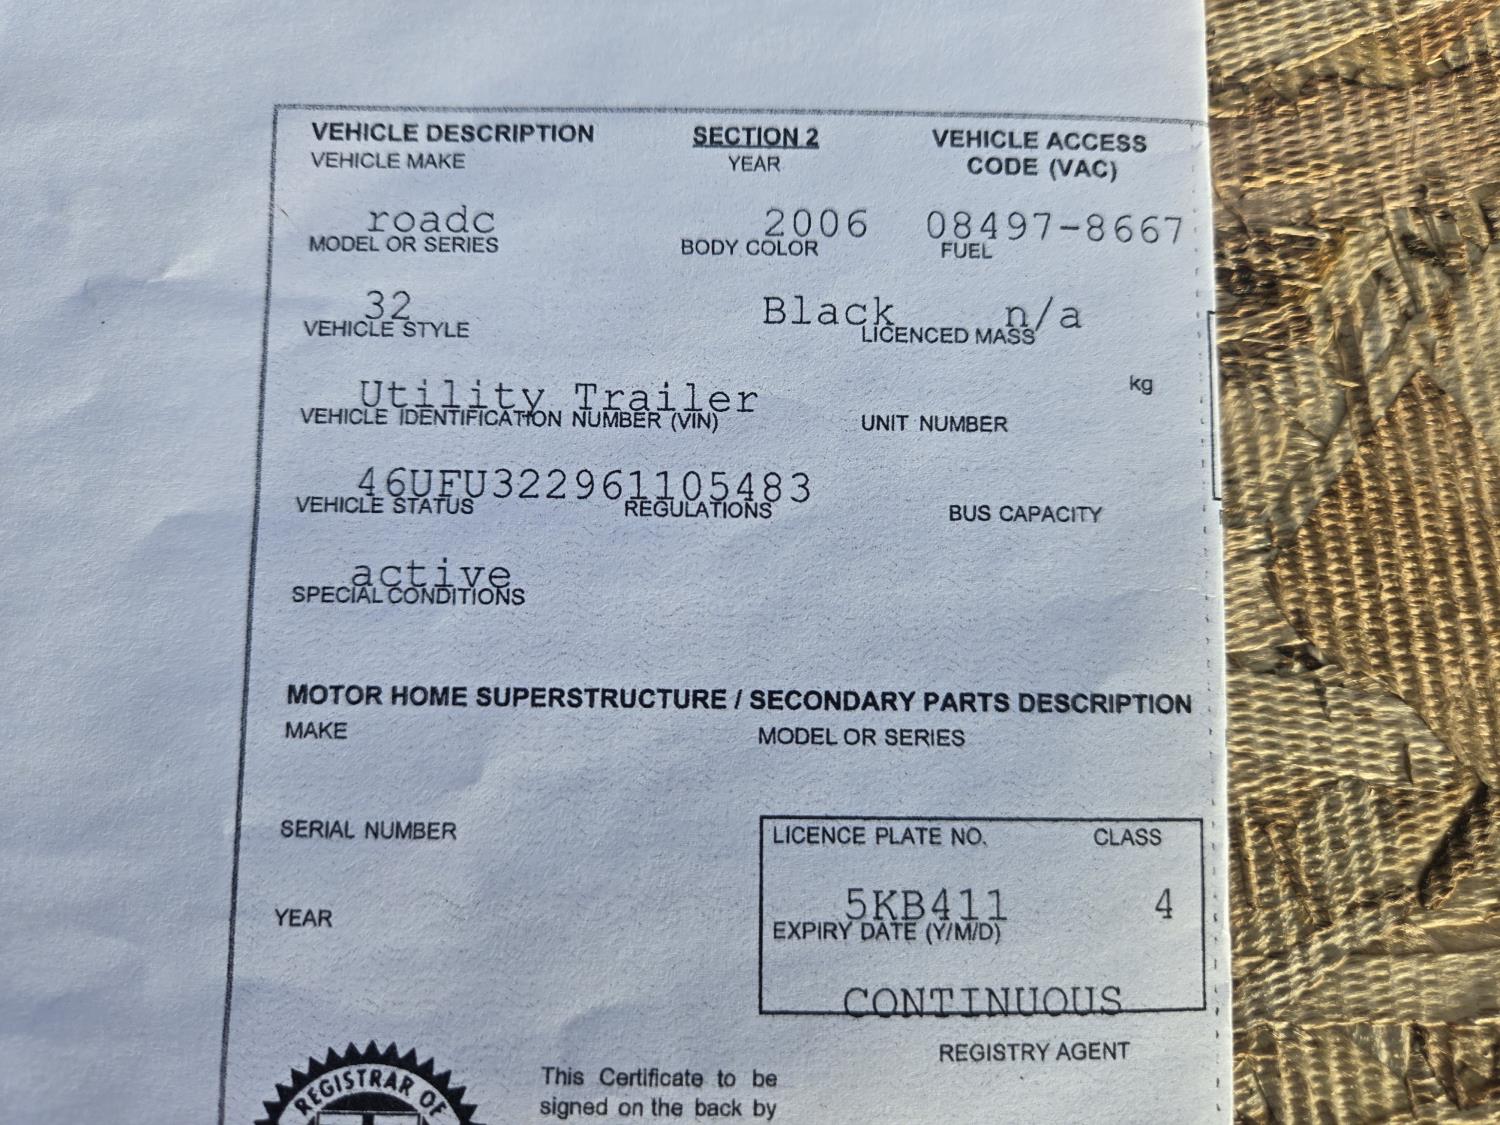 VEHICLE DESCRIPTION SECTION 2 VEHICLE ACCESS
VEHICLE MAKE YEAR CODE (VAC)
roadc 2006 08497-8667
MODEL OR SERIES BODY COLOR FUEL
32 Black n/a
VEHICLE STYLE LICENCED MASS
Utility Trailer kg
VEHICLE IDENTIFICATION NUMBER (VIN) UNIT NUMBER
46UFU322961105483
VEHICLE STATUS REGULATIONS BUS CAPACITY
active
SPECIAL CONDITIONS
MOTOR HOME SUPERSTRUCTURE / SECONDARY PARTS DESCRIPTION
MAKE MODEL OR SERIES
SERIAL NUMBER LICENCE PLATE NO. CLASS
5KB411 4
YEAR EXPIRY DATE (Y/M/D)
CONTINUOUS
REGISTRY AGENT
REGISTRAR OF
This Certificate to be
signed on the back by